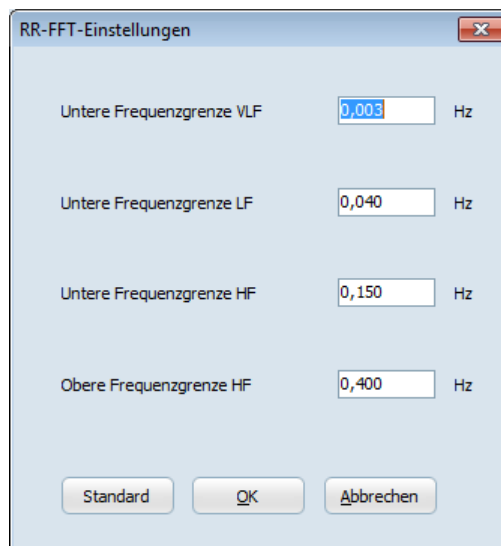 RR-FFT-Einstellungen
Untere Frequenzgrenze VLF 0,003 Hz
Untere Frequenzgrenze LF 0,040 Hz
Untere Frequenzgrenze HF 0,150 Hz
Obere Frequenzgrenze HF 0,400 Hz
Standard OK Abbrechen